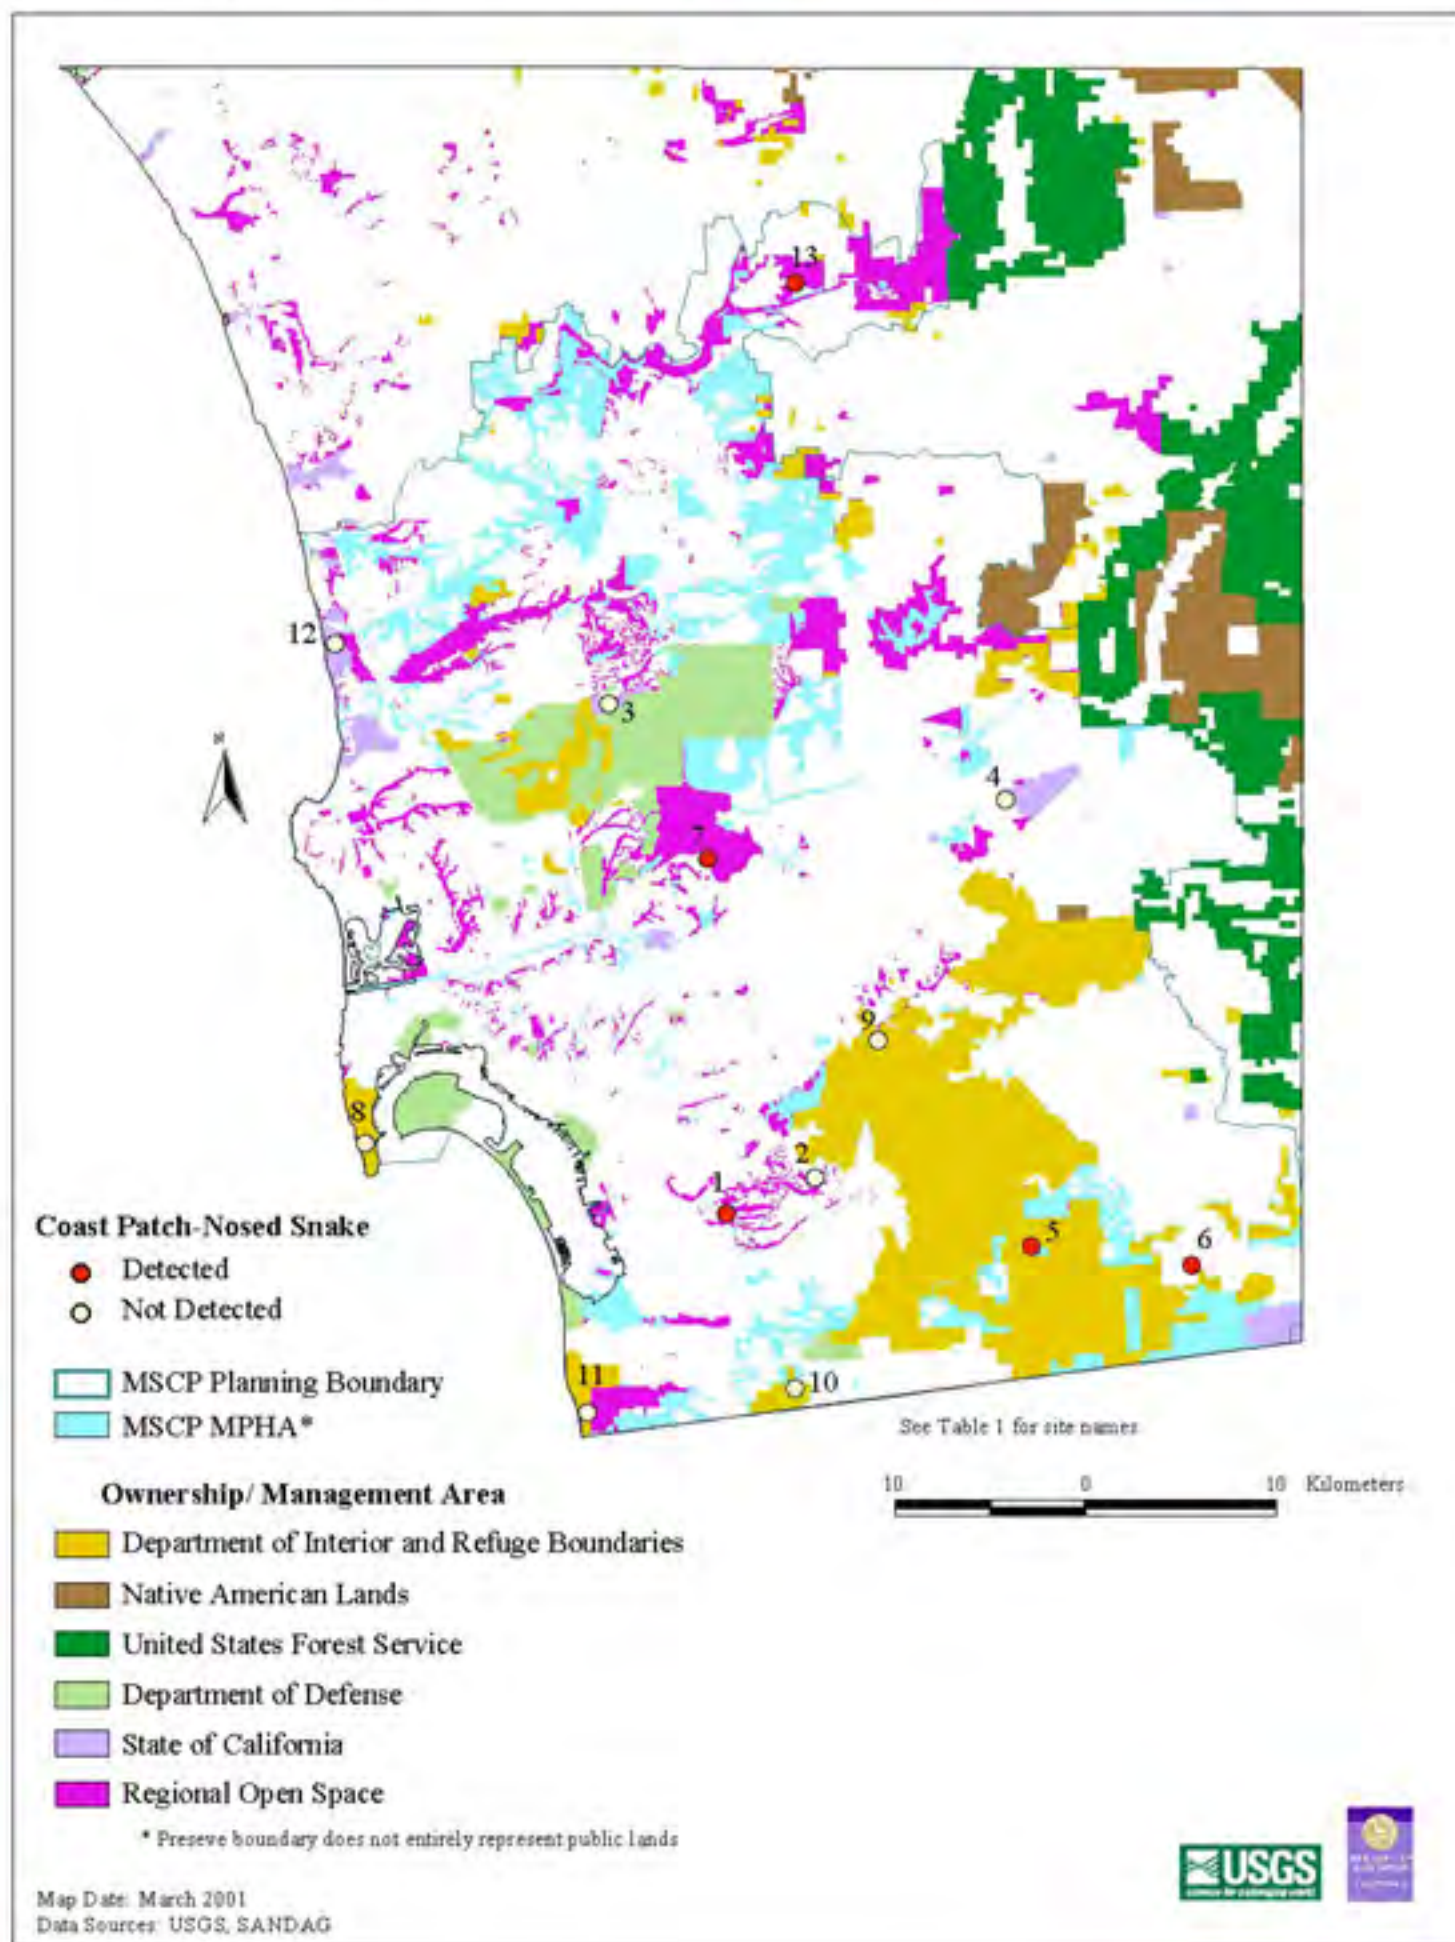 13
12
3
4
7
9
8
2
1
5
6
Coast Patch-Nosed Snake
Detected
Not Detected
11
10
MSCP Planning Boundary
MSCP MPHA*
See Table 1 for site names
10 0 10 Kilometers
Ownership/ Management Area
Department of Interior and Refuge Boundaries
Native American Lands
United States Forest Service
Department of Defense
State of California
Regional Open Space
* Preseve boundary does not entirely represent public lands
USGS
science for a changing world
Map Date: March 2001
Data Sources: USGS, SANDAG